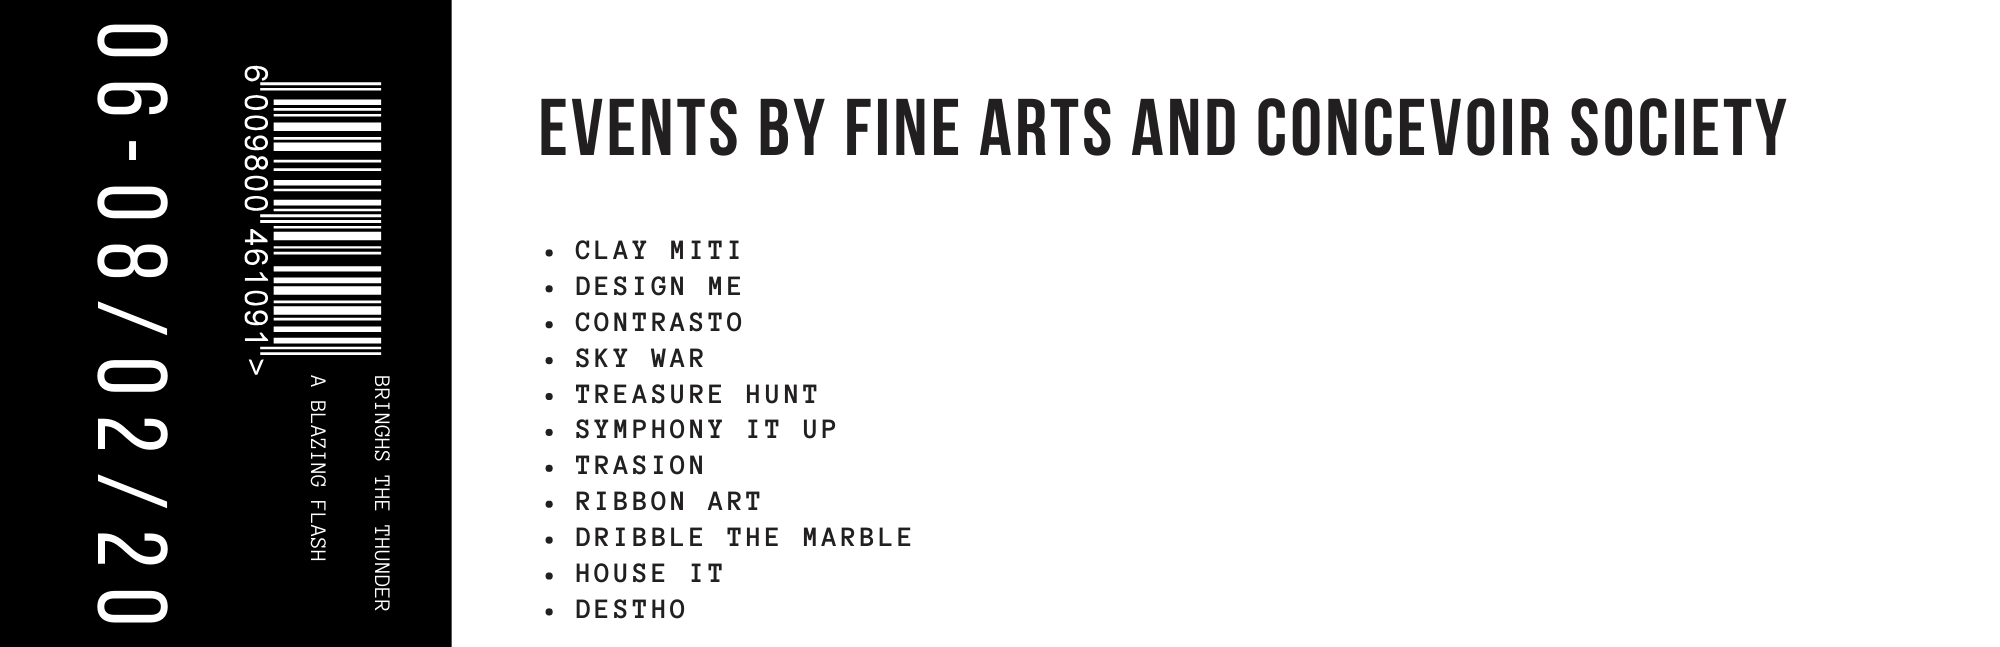 06-08/02/20
6 009800 461091 >
BRINGHS THE THUNDER
A BLAZING FLASH
EVENTS BY FINE ARTS AND CONCEVOIR SOCIETY
• CLAY MITI
• DESIGN ME
• CONTRASTO
• SKY WAR
• TREASURE HUNT
• SYMPHONY IT UP
• TRASION
• RIBBON ART
• DRIBBLE THE MARBLE
• HOUSE IT
• DESTHO